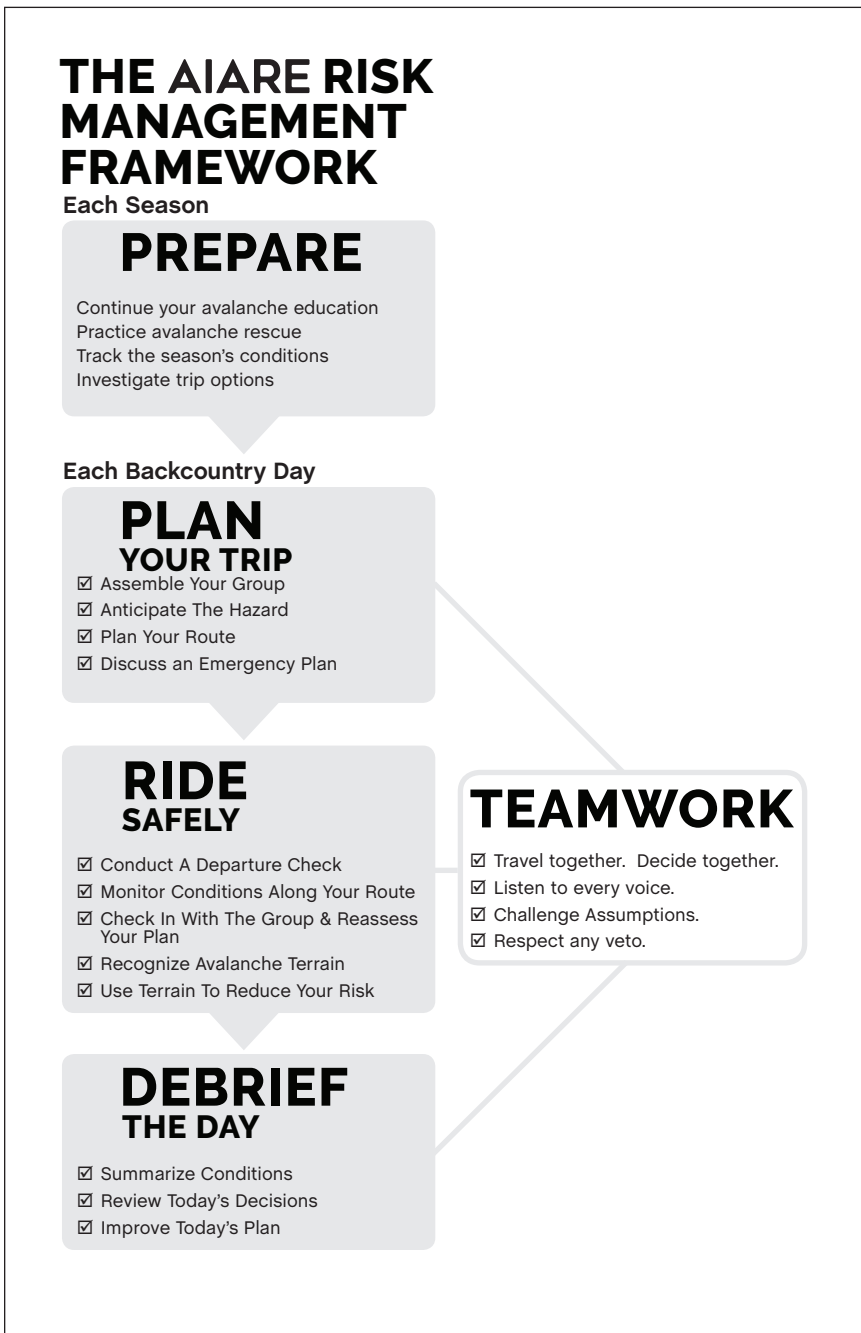 THE AIARE RISK
MANAGEMENT
FRAMEWORK
Each Season
PREPARE
Continue your avalanche education
Practice avalanche rescue
Track the season's conditions
Investigate trip options
Each Backcountry Day
PLAN
YOUR TRIP
☑ Assemble Your Group
☑ Anticipate The Hazard
☑ Plan Your Route
☑ Discuss an Emergency Plan
RIDE
SAFELY
☑ Conduct A Departure Check
☑ Monitor Conditions Along Your Route
☑ Check In With The Group & Reassess
Your Plan
☑ Recognize Avalanche Terrain
☑ Use Terrain To Reduce Your Risk
TEAMWORK
☑ Travel together.  Decide together.
☑ Listen to every voice.
☑ Challenge Assumptions.
☑ Respect any veto.
DEBRIEF
THE DAY
☑ Summarize Conditions
☑ Review Today's Decisions
☑ Improve Today's Plan